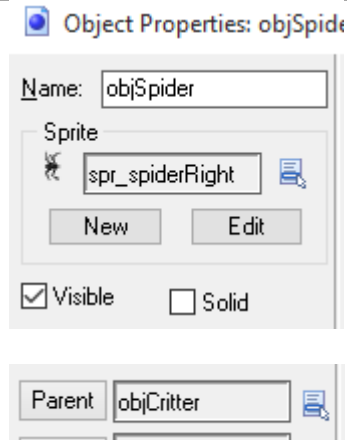 Object Properties: objSpide
Name: objSpider
Sprite
spr_spiderRight
New Edit
Visible Solid
Parent objCritter